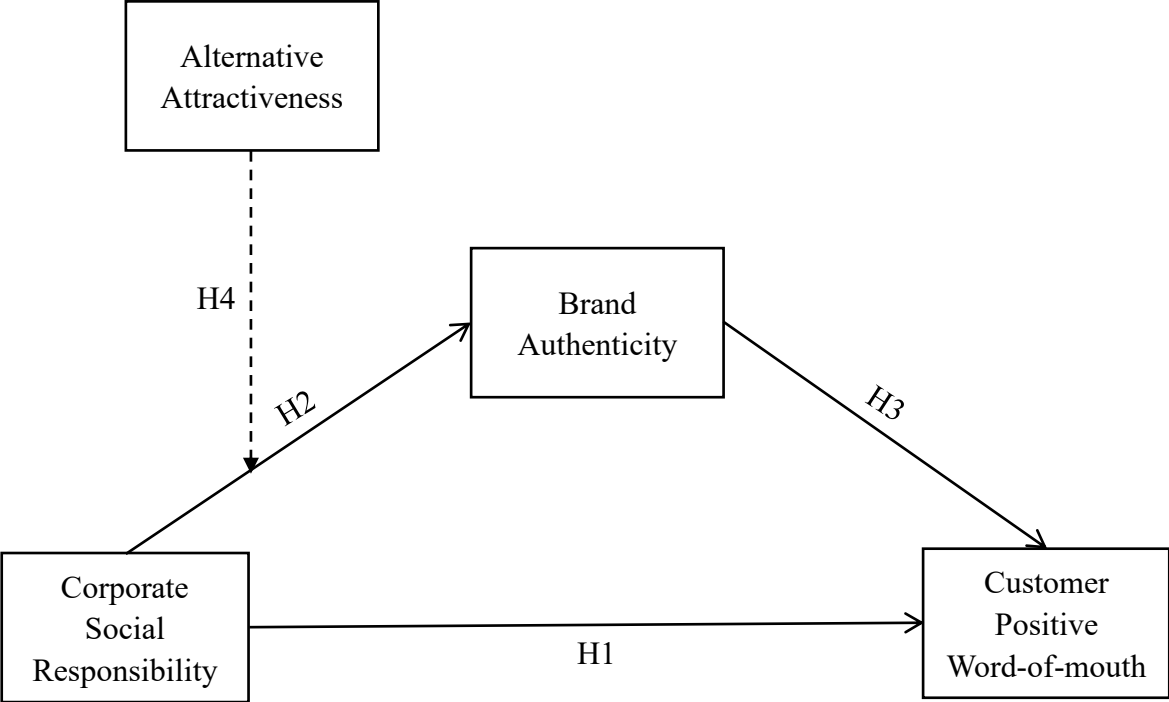 Alternative
Attractiveness
H4
Brand
Authenticity
H2
H3
Corporate
Social
Responsibility
H1
Customer
Positive
Word-of-mouth